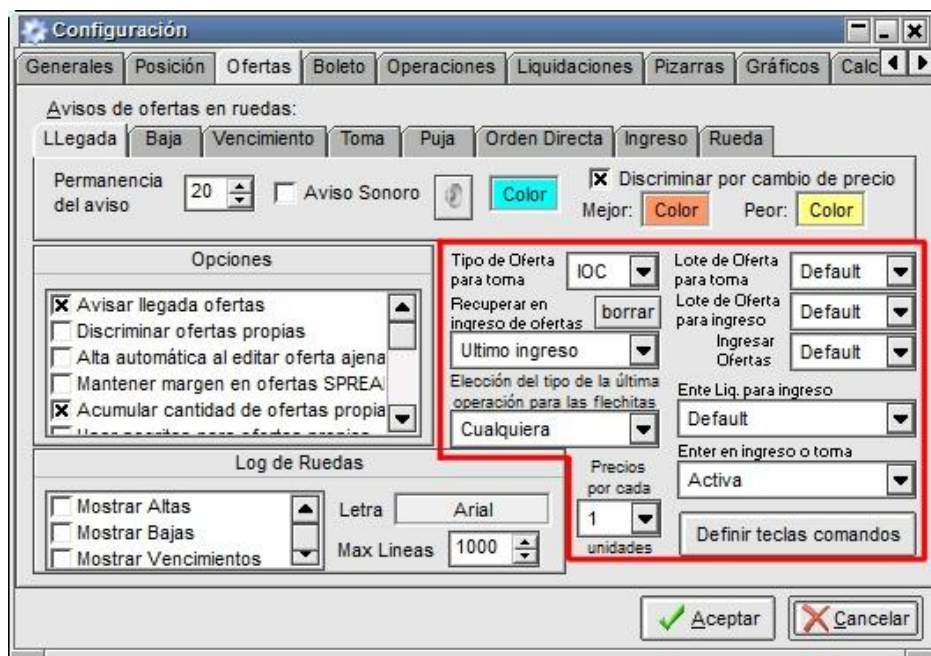 Configuración
Generales Posición Ofertas Boleto Operaciones Liquidaciones Pizarras Gráficos Calc
Avisos de ofertas en ruedas:
LLegada Baja Vencimiento Toma Puja Orden Directa Ingreso Rueda
Permanencia
del aviso
20
Aviso Sonoro
Color
Discriminar por cambio de precio
Mejor: Color Peor: Color
Opciones
Avisar llegada ofertas
Discriminar ofertas propias
Alta automática al editar oferta ajena
Mantener margen en ofertas SPREA
Acumular cantidad de ofertas propia
Tipo de Oferta
para toma
IOC
Recuperar en
ingreso de ofertas
borrar
Ultimo ingreso
Elección del tipo de la última
operación para las flechitas
Cualquiera
Lote de Oferta
para toma
Default
Lote de Oferta
para ingreso
Default
Ingresar
Ofertas
Default
Ente Liq. para ingreso
Default
Enter en ingreso o toma
Activa
Precios
por cada
1
unidades
Definir teclas comandos
Log de Ruedas
Mostrar Altas
Mostrar Bajas
Mostrar Vencimientos
Letra Arial
Max Lineas 1000
Aceptar Cancelar